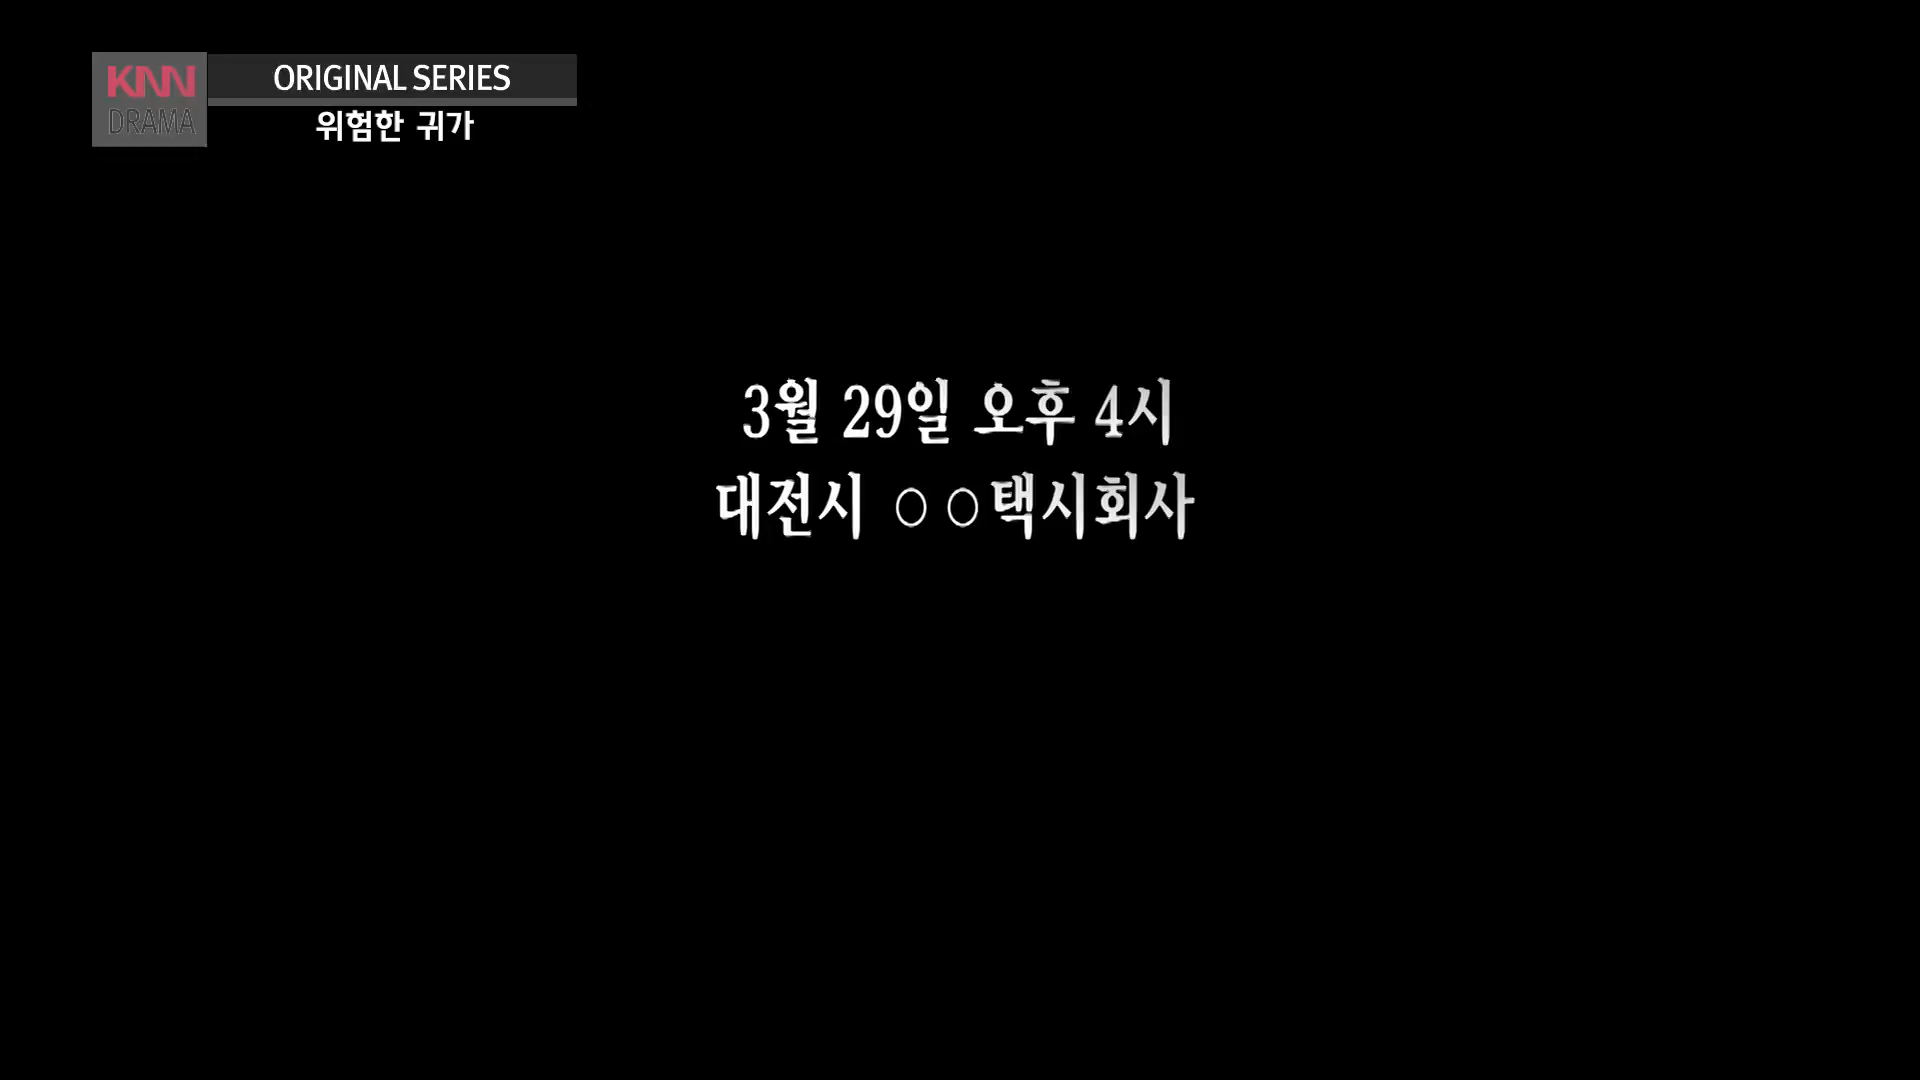 KNN
DRAMA
ORIGINAL SERIES
위험한 귀가
3월 29일 오후 4시
대전시 ○○택시회사